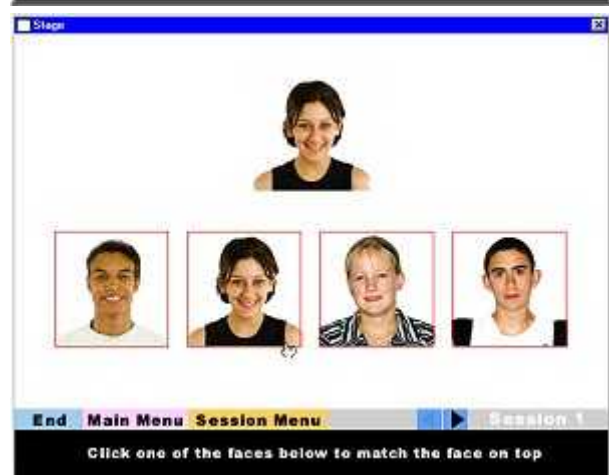 Stage
End Main Menu Session Menu Session 1
Click one of the faces below to match the face on top